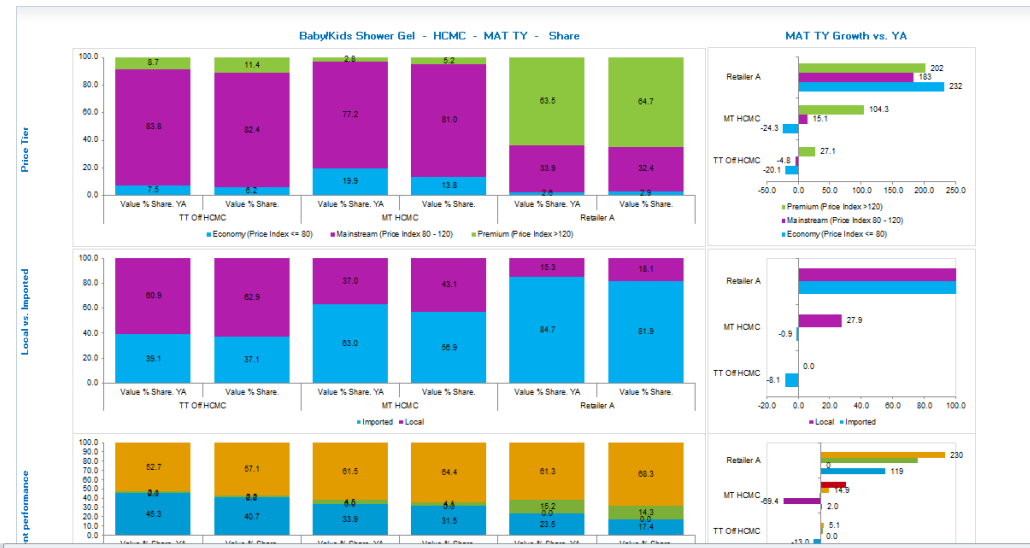 Baby/Kids Shower Gel - HCMC - MAT TY - Share
MAT TY Growth vs. YA
Price Tier
100.0
80.0
60.0
40.0
20.0
0.0
8.7 11.4 2.8 5.2 63.5 64.7
83.8 82.4 77.2 81.0 33.9 32.4
7.5 6.2 19.9 13.8 2.6 2.9
Value % Share. YA Value % Share. Value % Share. YA Value % Share. Value % Share. YA Value % Share.
TT Off HCMC MT HCMC Retailer A
Economy (Price Index <= 80) Mainstream (Price Index 80 - 120) Premium (Price Index >120)
Retailer A
202
183
232
MT HCMC
104.3
15.1
-24.3
TT Off HCMC
27.1
-4.8
-20.1
-50.0 0.0 50.0 100.0 150.0 200.0 250.0
Premium (Price Index >120)
Mainstream (Price Index 80 - 120)
Economy (Price Index <= 80)
Local vs. Imported
100.0
80.0
60.0
40.0
20.0
0.0
60.9 62.9 37.0 43.1 15.3 18.1
39.1 37.1 63.0 56.9 84.7 81.9
Value % Share. YA Value % Share. Value % Share. YA Value % Share. Value % Share. YA Value % Share.
TT Off HCMC MT HCMC Retailer A
Imported Local
Retailer A
MT HCMC
27.9
-0.9
TT Off HCMC
0.0
-8.1
-20.0 0.0 20.0 40.0 60.0 80.0 100.0
Local Imported
nt performance
100.0
90.0
80.0
70.0
60.0
50.0
40.0
30.0
20.0
10.0
0.0
52.7 57.1 61.5 64.4 61.3 68.3
4.5 4.1 15.2 14.3
0.0 0.0
45.3 40.7 33.9 31.5 23.5 17.4
Retailer A
230
0
119
MT HCMC
14.9
-69.4
2.0
TT Off HCMC
5.1
0.0
-13.0